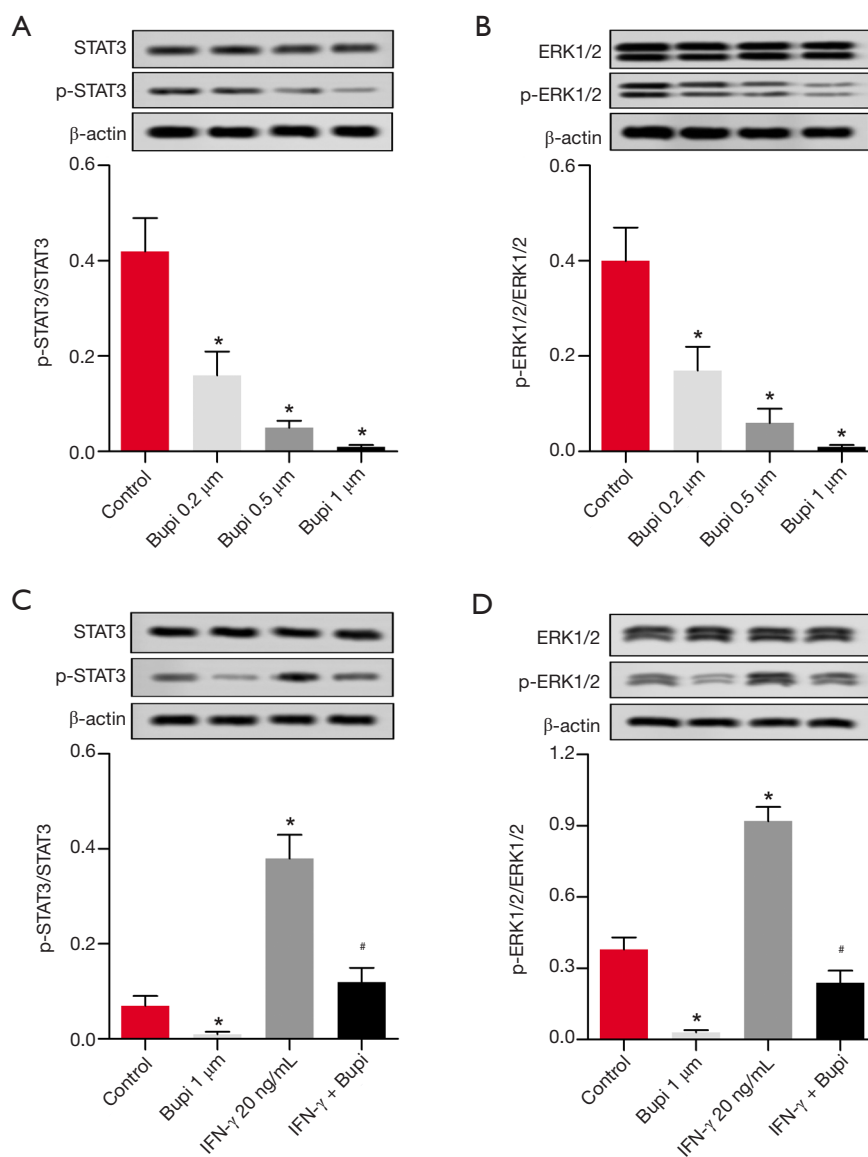 A
STAT3
p-STAT3
β-actin
0.6
0.4
0.2
0.0
p-STAT3/STAT3
*
*
*
Control
Bupi 0.2 μm
Bupi 0.5 μm
Bupi 1 μm
B
ERK1/2
p-ERK1/2
β-actin
0.6
0.4
0.2
0.0
p-ERK1/2/ERK1/2
*
*
*
Control
Bupi 0.2 μm
Bupi 0.5 μm
Bupi 1 μm
C
STAT3
p-STAT3
β-actin
0.6
0.4
0.2
0.0
p-STAT3/STAT3
*
*
#
Control
Bupi 1 μm
IFN-γ 20 ng/mL
IFN-γ + Bupi
D
ERK1/2
p-ERK1/2
β-actin
1.2
0.9
0.6
0.3
0.0
p-ERK1/2/ERK1/2
*
*
#
Control
Bupi 1 μm
IFN-γ 20 ng/mL
IFN-γ + Bupi